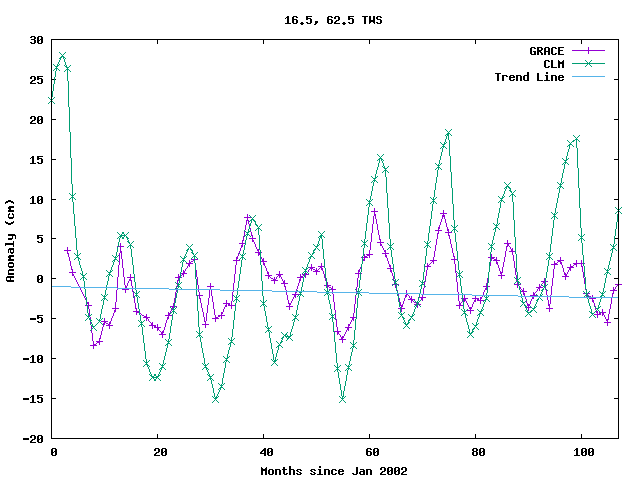 16.5, 62.5 TWS
30
25
20
15
10
5
0
-5
-10
-15
-20
Anomaly (cm)
GRACE
CLM
Trend Line
0 20 40 60 80 100
Months since Jan 2002